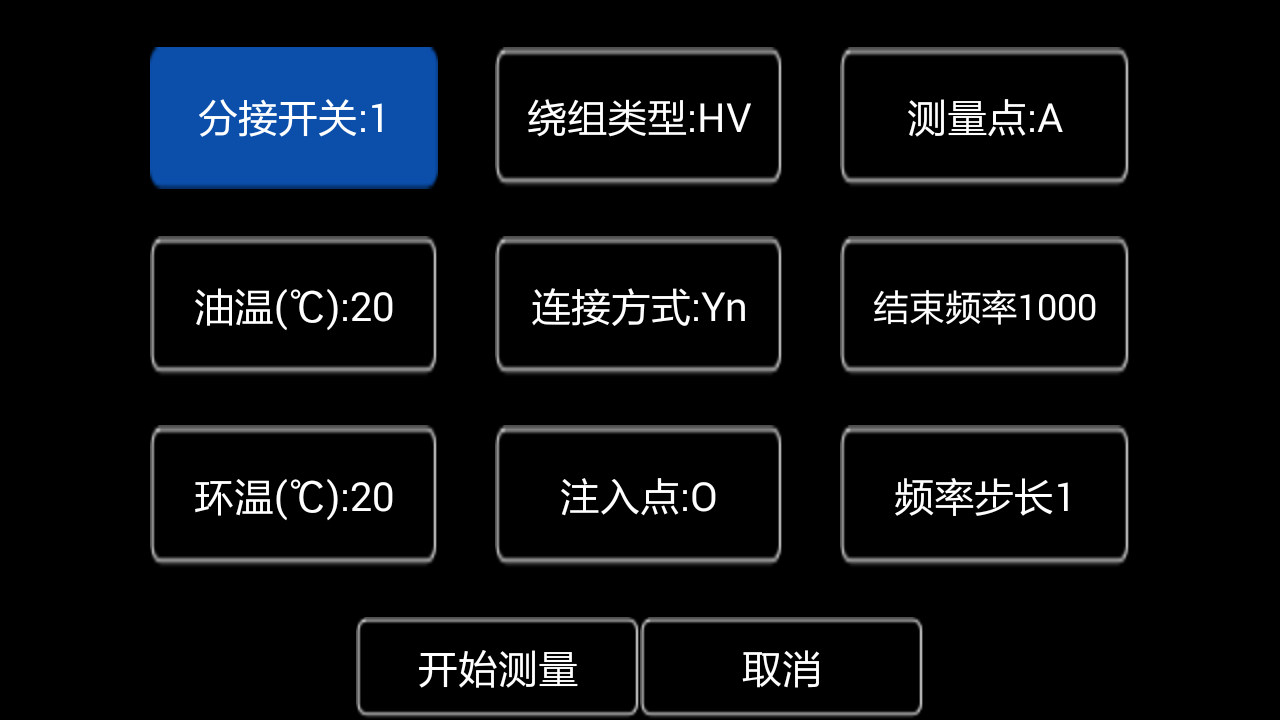 分接开关:1
绕组类型:HV
测量点:A
油温(℃):20
连接方式:Yn
结束频率1000
环温(℃):20
注入点:O
频率步长1
开始测量
取消